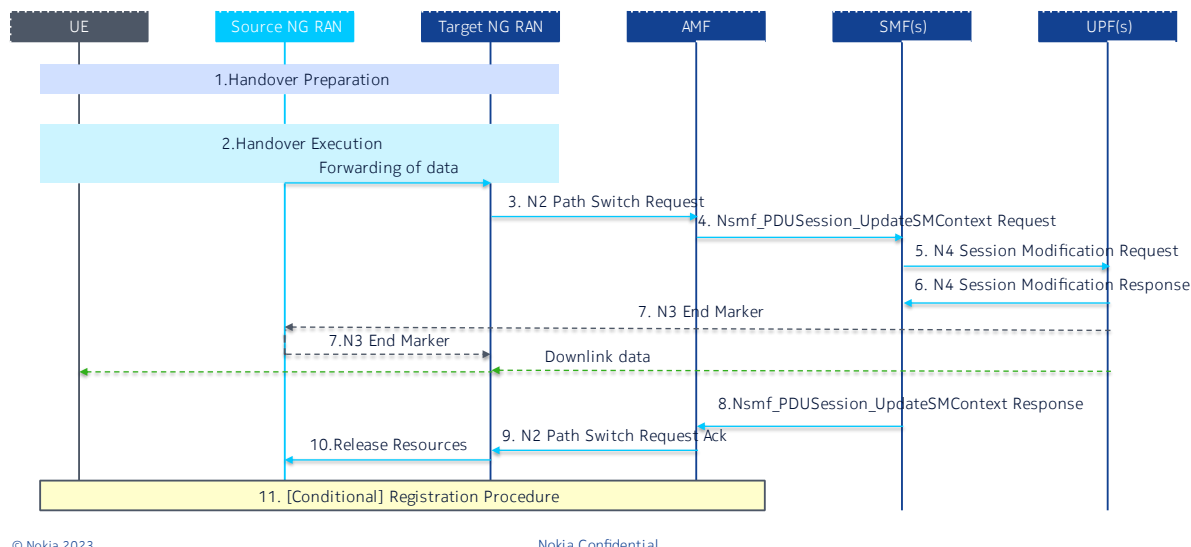 UE
Source NG RAN
Target NG RAN
AMF
SMF(s)
UPF(s)
1.Handover Preparation
2.Handover Execution
Forwarding of data
3. N2 Path Switch Request
4. Nsmf_PDUSession_UpdateSMContext Request
5. N4 Session Modification Request
6. N4 Session Modification Response
7. N3 End Marker
7.N3 End Marker
Downlink data
8.Nsmf_PDUSession_UpdateSMContext Response
9. N2 Path Switch Request Ack
10.Release Resources
11. [Conditional] Registration Procedure
© Nokia 2023
Nokia Confidential